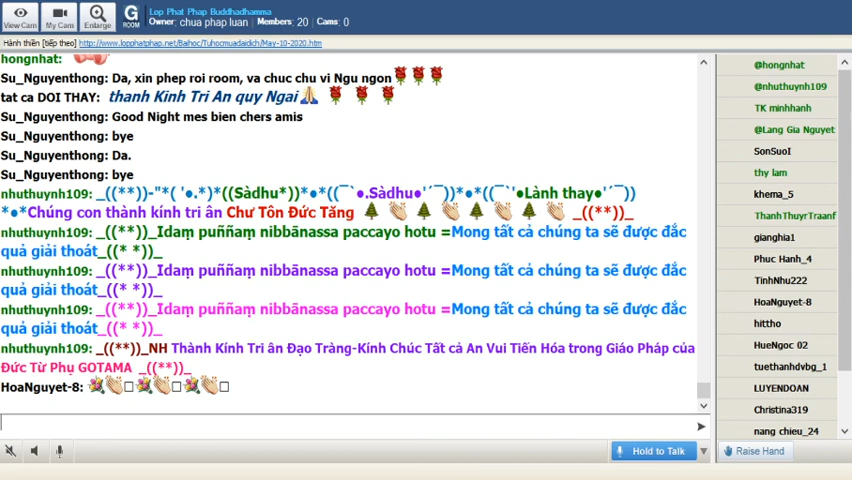 Lop Phat Phap Buddhadhamma
Owner: chua phap luan Members: 20 Cams: 0
View Cam My Cam Enlarge G ROOM
Hành thiền [tiếp theo] http://www.lopphatphap.net/Baihoc/Tuhocmuadaidich/May-10-2020.htm
hongnhat:
Su_Nguyenthong: Da, xin phep roi room, va chuc chu vi Ngu ngon
tat ca DOI THAY: thanh Kinh Tri An quy Ngai
Su_Nguyenthong: Good Night mes bien chers amis
Su_Nguyenthong: bye
Su_Nguyenthong: Da.
Su_Nguyenthong: bye
nhuthuynh109: _((**))-"*( '●.*)*((Sàdhu*))*●*((¯`●.Sàdhu●'´¯))*●*((¯`'●Lành thay●'´¯))
*●*Chúng con thành kính tri ân Chư Tôn Đức Tăng 🌲 👏 🌲 👏 🌲 👏 🌲 👏 _((**))_
nhuthuynh109: _((**))_Idaṃ puññaṃ nibbānassa paccayo hotu =Mong tất cả chúng ta sẽ được đắc
quả giải thoát_((* *))_
nhuthuynh109: _((**))_Idaṃ puññaṃ nibbānassa paccayo hotu =Mong tất cả chúng ta sẽ được đắc
quả giải thoát_((* *))_
nhuthuynh109: _((**))_Idaṃ puññaṃ nibbānassa paccayo hotu =Mong tất cả chúng ta sẽ được đắc
quả giải thoát_((* *))_
nhuthuynh109: _((**))_NH Thành Kính Tri ân Đạo Tràng-Kính Chúc Tất cả An Vui Tiến Hóa trong Giáo Pháp của
Đức Từ Phụ GOTAMA _((**))_
HoaNguyet-8: 💐👏□💐👏□💐👏□
@hongnhat
@nhuthuynh109
TK minhhanh
@Lang Gia Nguyet
SonSuoI
thy lam
khema_5
ThanhThuyrTraanf
gianghia1
Phuc Hanh_4
TinhNhu222
HoaNguyet-8
hittho
HueNgoc 02
tuethanhdvbg_1
LUYENDOAN
Christina319
nang chieu_24
Hold to Talk
Raise Hand